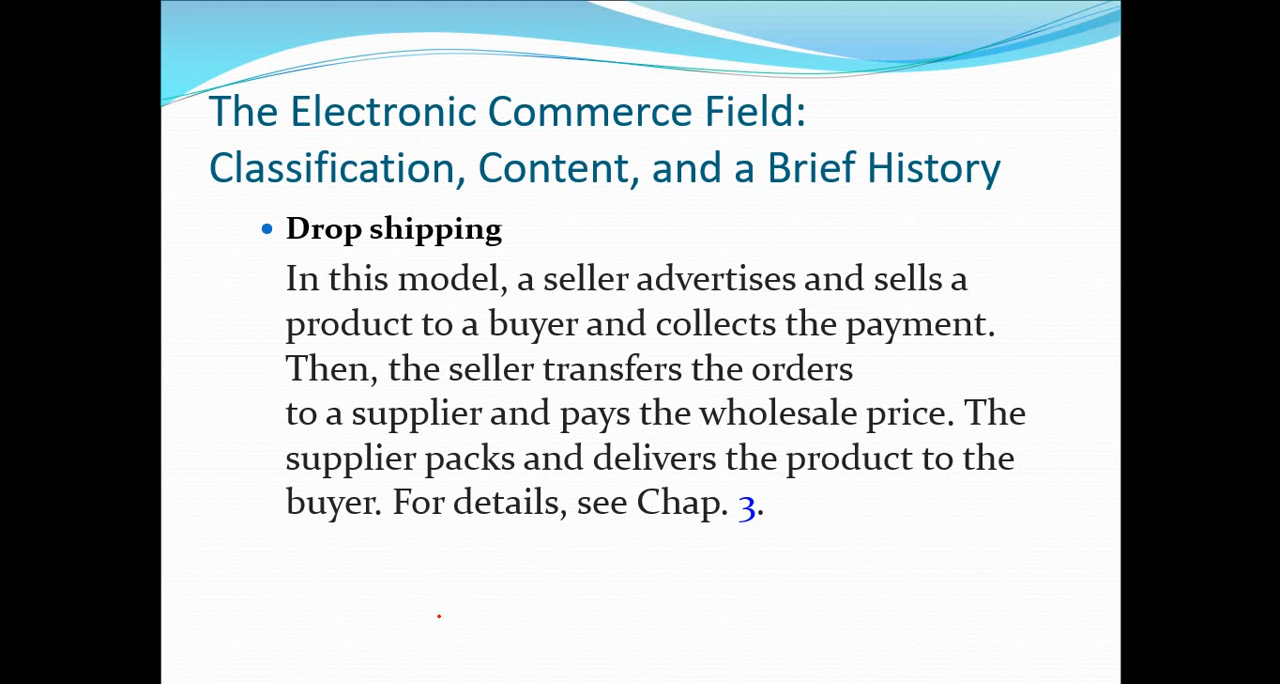 The Electronic Commerce Field:
Classification, Content, and a Brief History
• Drop shipping
In this model, a seller advertises and sells a
product to a buyer and collects the payment.
Then, the seller transfers the orders
to a supplier and pays the wholesale price. The
supplier packs and delivers the product to the
buyer. For details, see Chap. 3.